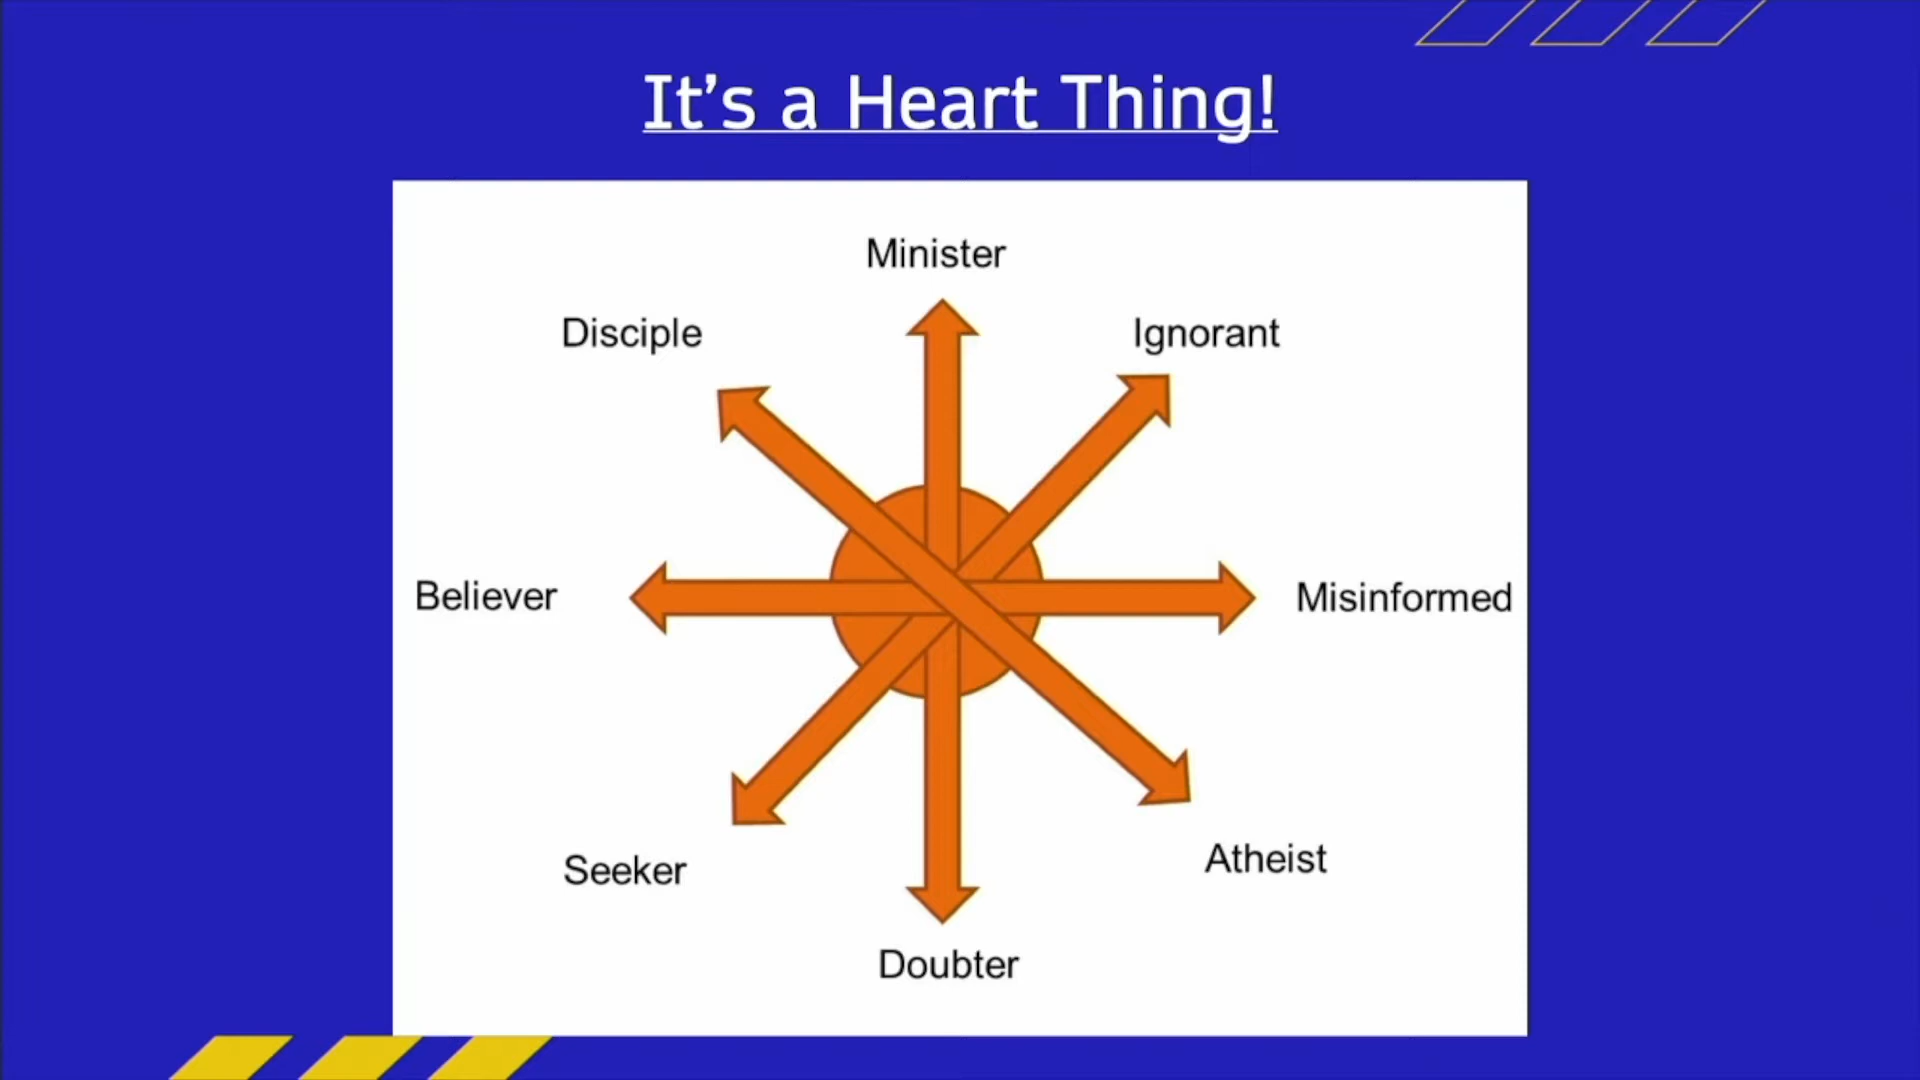 It’s a Heart Thing!
Minister
Disciple
Ignorant
Believer
Misinformed
Seeker
Atheist
Doubter